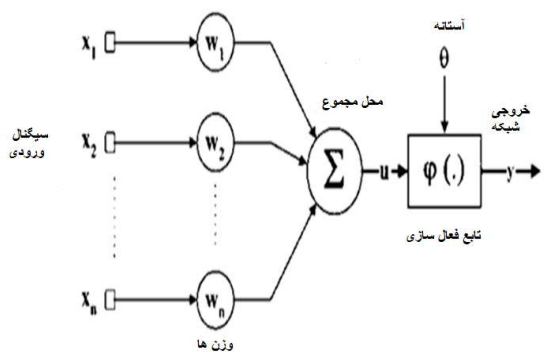 آستانه
θ
x1
w1
محل مجموع
خروجی
شبکه
سیگنال
ورودی
x2
w2
Σ
u
φ(.)
y
تابع فعال سازی
xn
wn
وزن ها